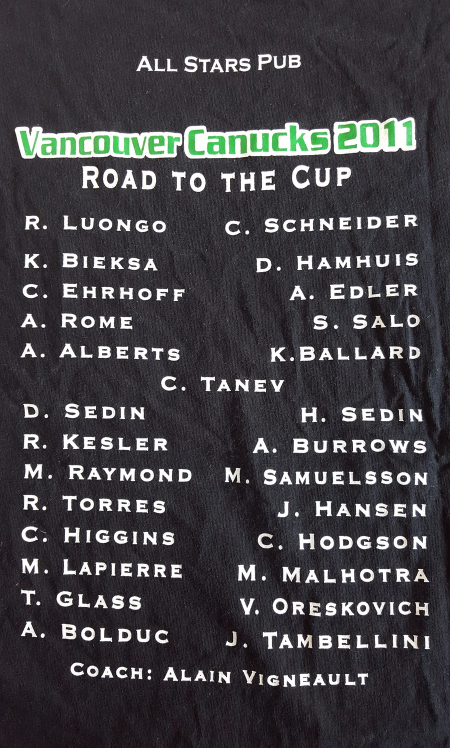 All Stars Pub
Vancouver Canucks 2011
Road to the Cup
R. Luongo C. Schneider
K. Bieksa D. Hamhuis
C. Ehrhoff A. Edler
A. Rome S. Salo
A. Alberts K.Ballard
C. Tanev
D. Sedin H. Sedin
R. Kesler A. Burrows
M. Raymond M. Samuelsson
R. Torres J. Hansen
C. Higgins C. Hodgson
M. Lapierre M. Malhotra
T. Glass V. Oreskovich
A. Bolduc J. Tambellini
Coach: Alain Vigneault